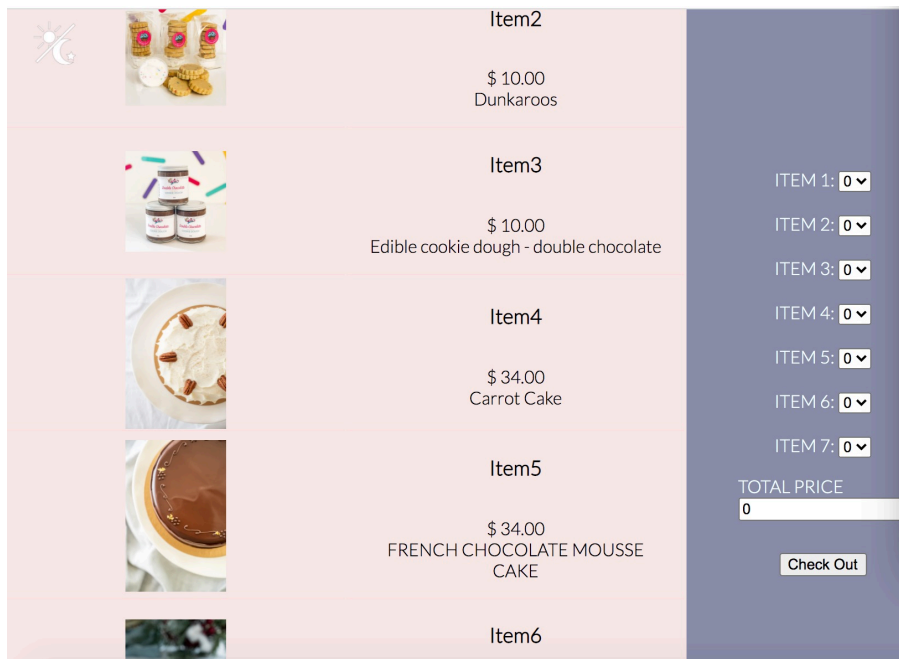 Item2
$ 10.00
Dunkaroos
Item3
$ 10.00
Edible cookie dough - double chocolate
Item4
$ 34.00
Carrot Cake
Item5
$ 34.00
FRENCH CHOCOLATE MOUSSE
CAKE
Item6
ITEM 1: 0
ITEM 2: 0
ITEM 3: 0
ITEM 4: 0
ITEM 5: 0
ITEM 6: 0
ITEM 7: 0
TOTAL PRICE
0
Check Out